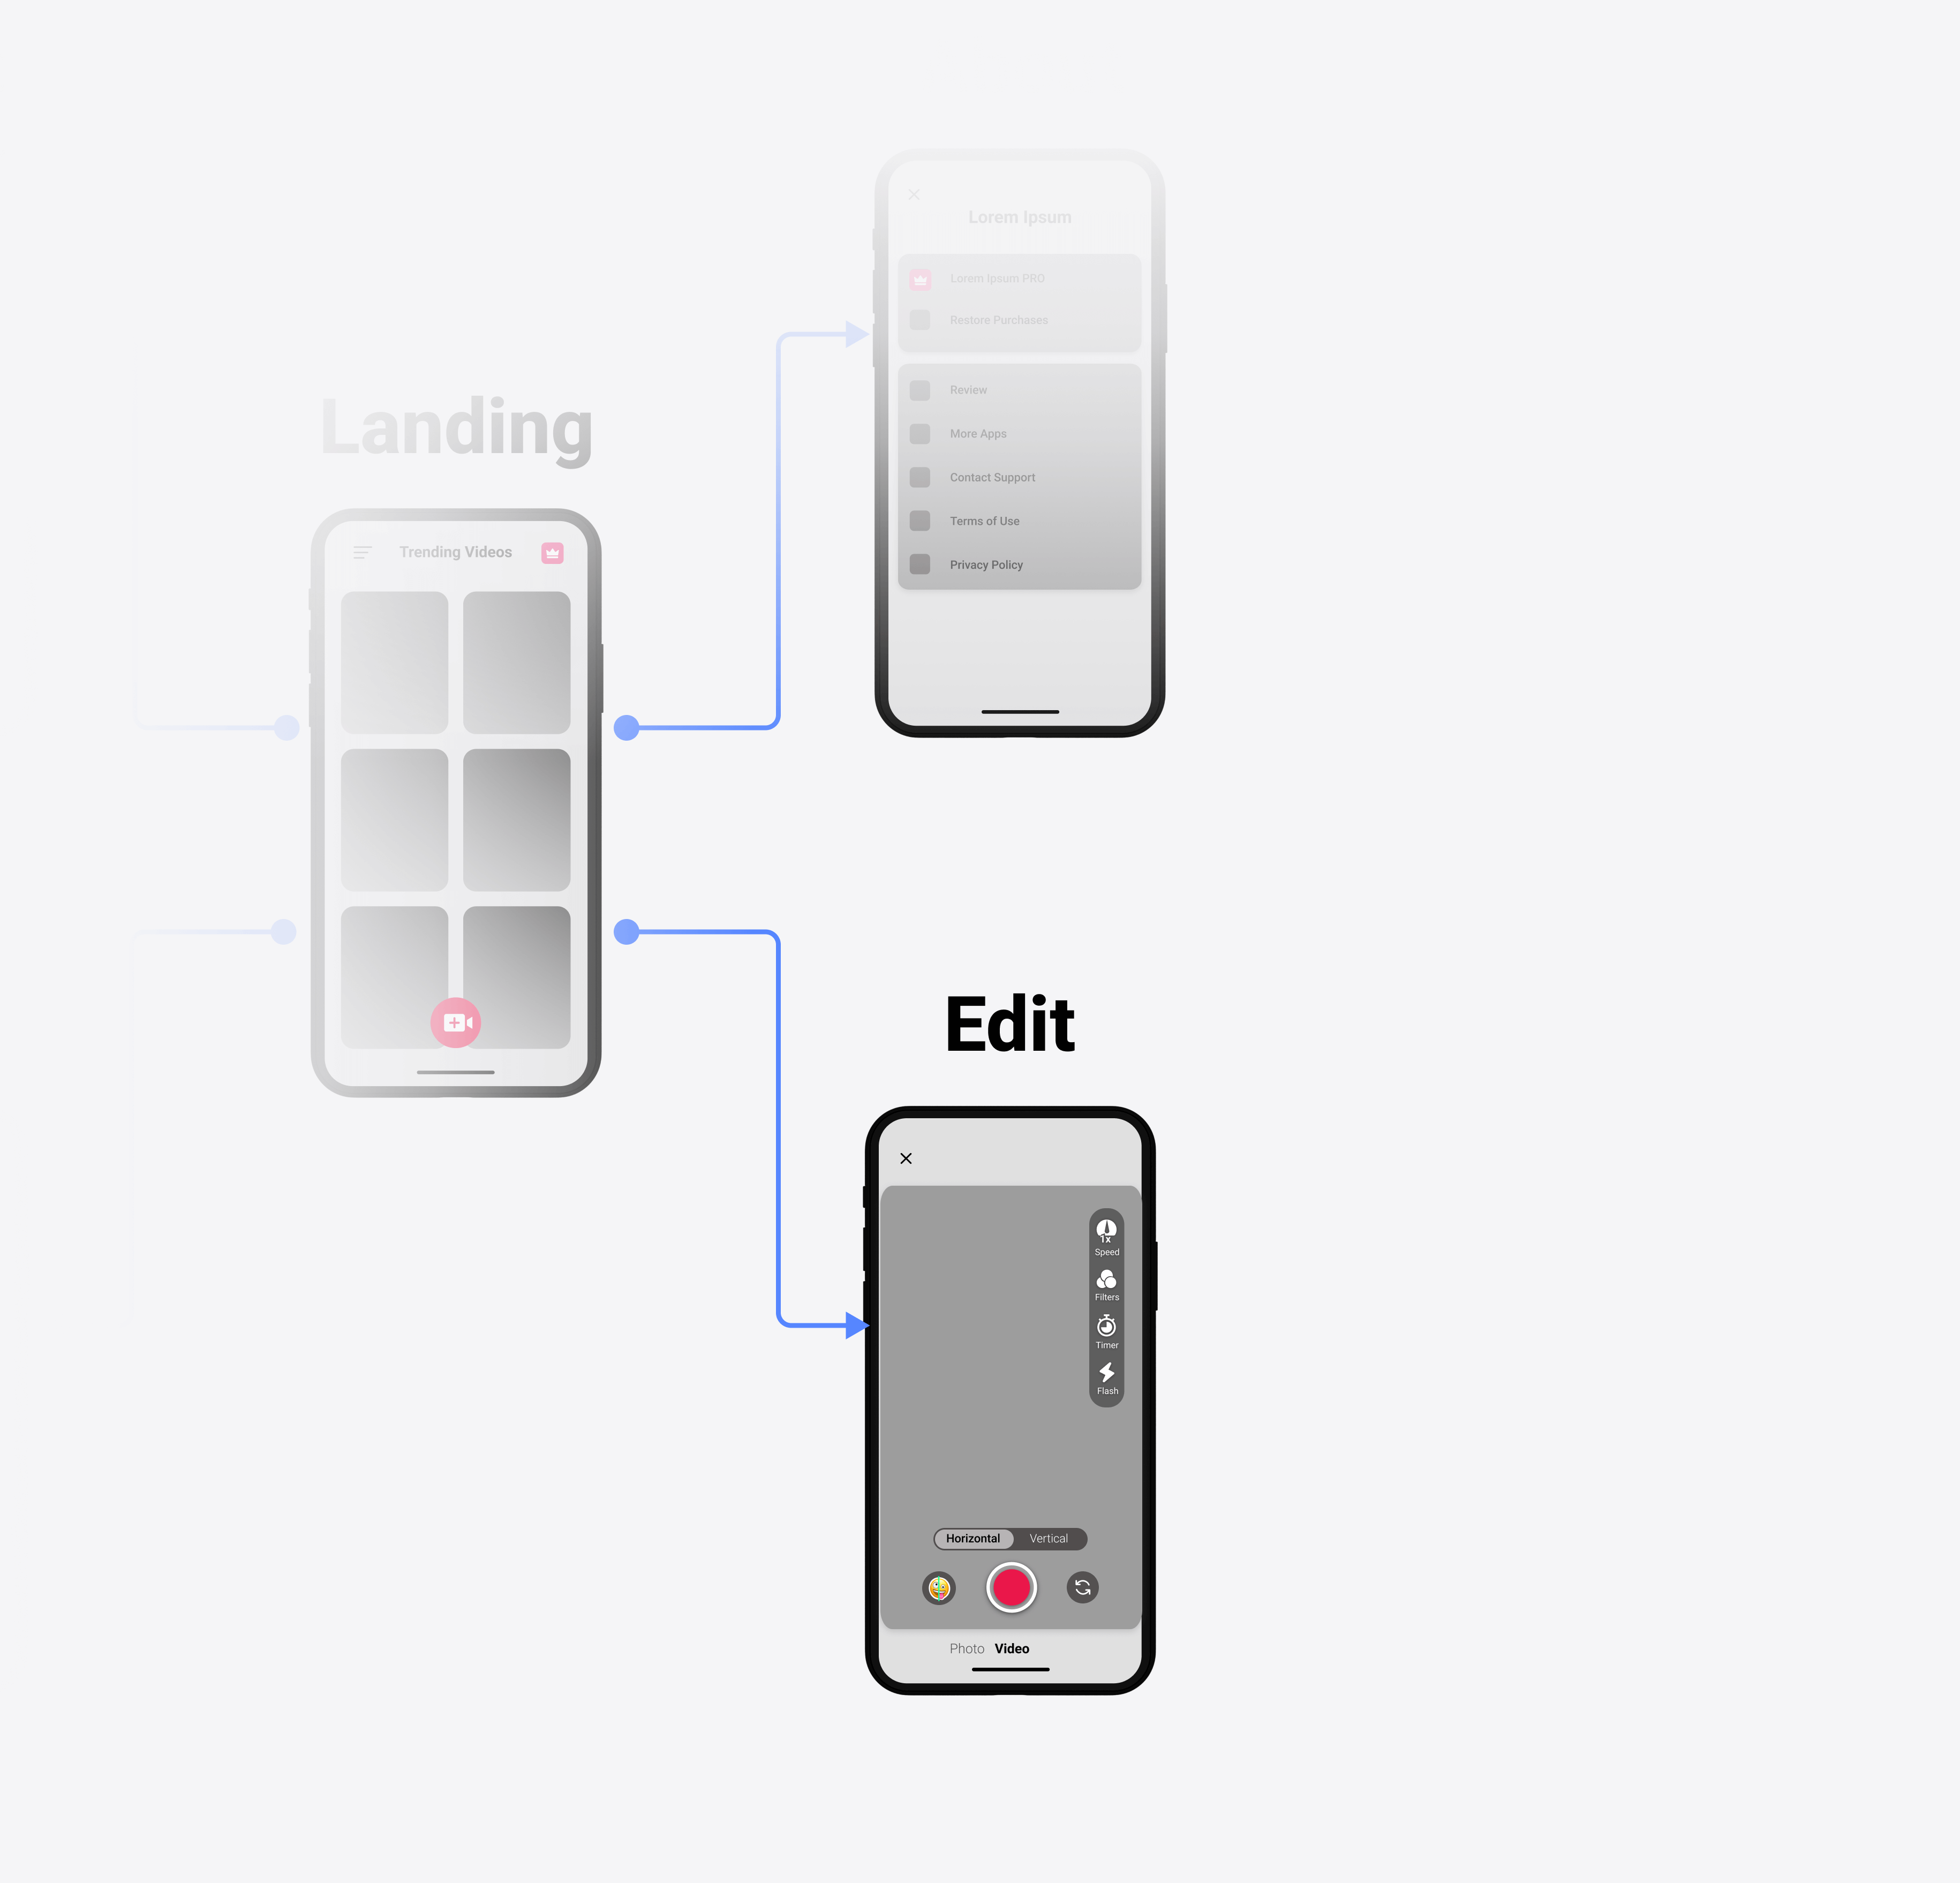 Landing
Trending Videos
Lorem Ipsum
Lorem Ipsum PRO
Restore Purchases
Review
More Apps
Contact Support
Terms of Use
Privacy Policy
Edit
1x
Speed
Filters
Timer
Flash
Horizontal Vertical
Photo Video